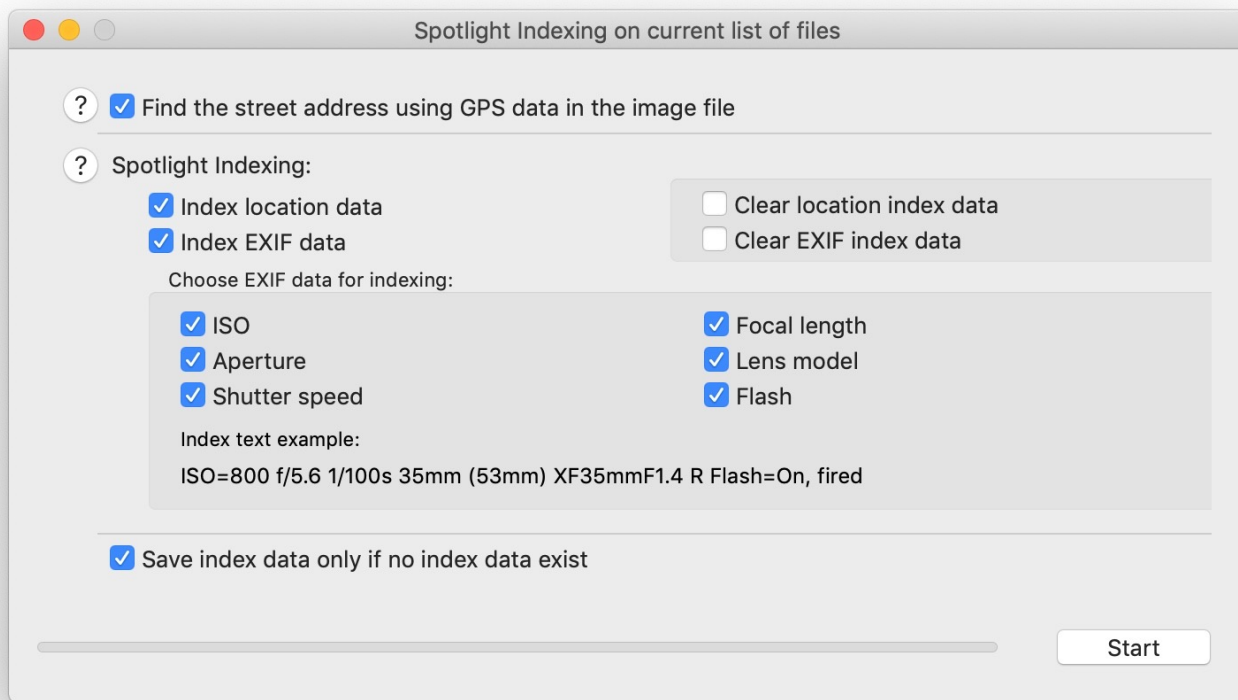 Spotlight Indexing on current list of files
? Find the street address using GPS data in the image file
? Spotlight Indexing:
Index location data
Clear location index data
Index EXIF data
Clear EXIF index data
Choose EXIF data for indexing:
ISO
Focal length
Aperture
Lens model
Shutter speed
Flash
Index text example:
ISO=800 f/5.6 1/100s 35mm (53mm) XF35mmF1.4 R Flash=On, fired
Save index data only if no index data exist
Start